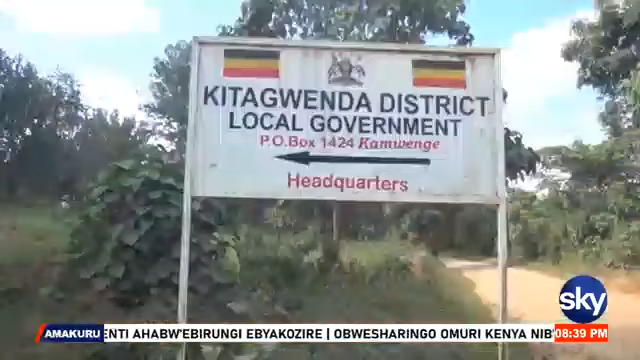 KITAGWENDA DISTRICT
LOCAL GOVERNMENT
P.O.Box 1424 Kamwenge
Headquarters
sky
AMAKURU ENTI AHABW'EBIRUNGI EBYAKOZIRE | OBWESHARINGO OMURI KENYA NIB 08:39 PM